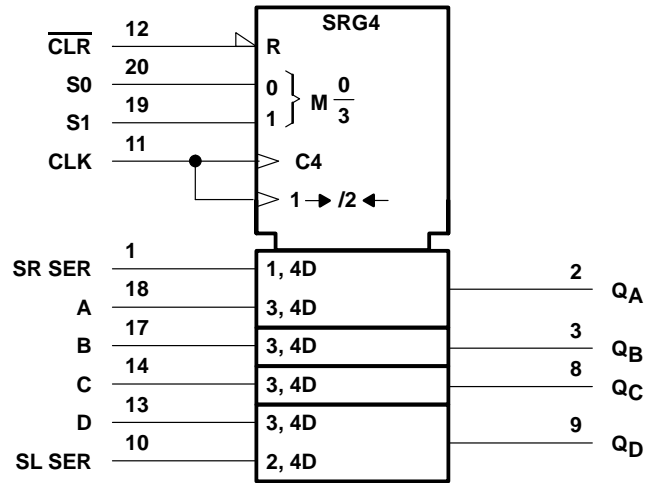 SRG4
12
CLR
R
20
S0
0
19
S1
1
M 0/3
11
CLK
C4
1 → /2 ←
1
SR SER
1, 4D
2
QA
18
A
3, 4D
17
B
3, 4D
3
QB
14
C
3, 4D
8
QC
13
D
3, 4D
9
QD
10
SL SER
2, 4D